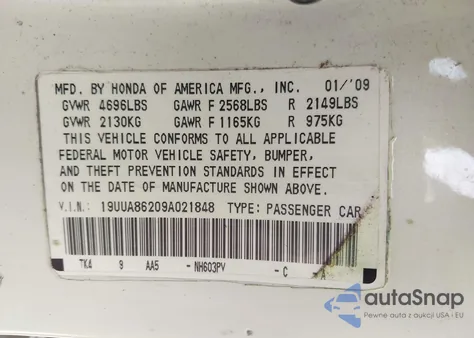 MFD. BY HONDA OF AMERICA MFG., INC. 01/'09
GVWR 4696LBS GAWR F 2568LBS R 2149LBS
GVWR 2130KG GAWR F 1165KG R 975KG
THIS VEHICLE CONFORMS TO ALL APPLICABLE
FEDERAL MOTOR VEHICLE SAFETY, BUMPER,
AND THEFT PREVENTION STANDARDS IN EFFECT
ON THE DATE OF MANUFACTURE SHOWN ABOVE.
V.I.N.: 19UUA86209A021848 TYPE: PASSENGER CAR
TK4 9 AA5 -NH603PV -C
autoSnap
Pewne auta z aukcji USA - EU